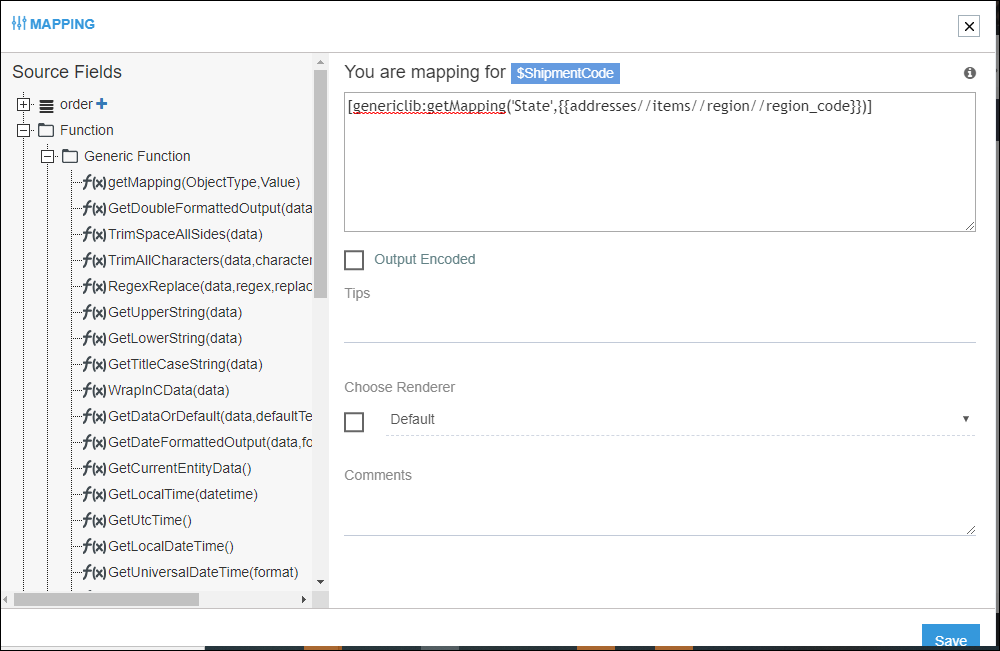 MAPPING
Source Fields
order
Function
Generic Function
f(x)getMapping(ObjectType,Value)
f(x)GetDoubleFormattedOutput(data
f(x)TrimSpaceAllSides(data)
f(x)TrimAllCharacters(data,character
f(x)RegexReplace(data,regex,replac
f(x)GetUpperString(data)
f(x)GetLowerString(data)
f(x)GetTitleCaseString(data)
f(x)WrapInCData(data)
f(x)GetDataOrDefault(data,defaultTe
f(x)GetDateFormattedOutput(data,fo
f(x)GetCurrentEntityData()
f(x)GetLocalTime(datetime)
f(x)GetUtcTime()
f(x)GetLocalDateTime()
f(x)GetUniversalDateTime(format)
You are mapping for $ShipmentCode
[genericlib:getMapping('State',{{addresses//items//region//region_code}})]
Output Encoded
Tips
Choose Renderer
Default
Comments
Save